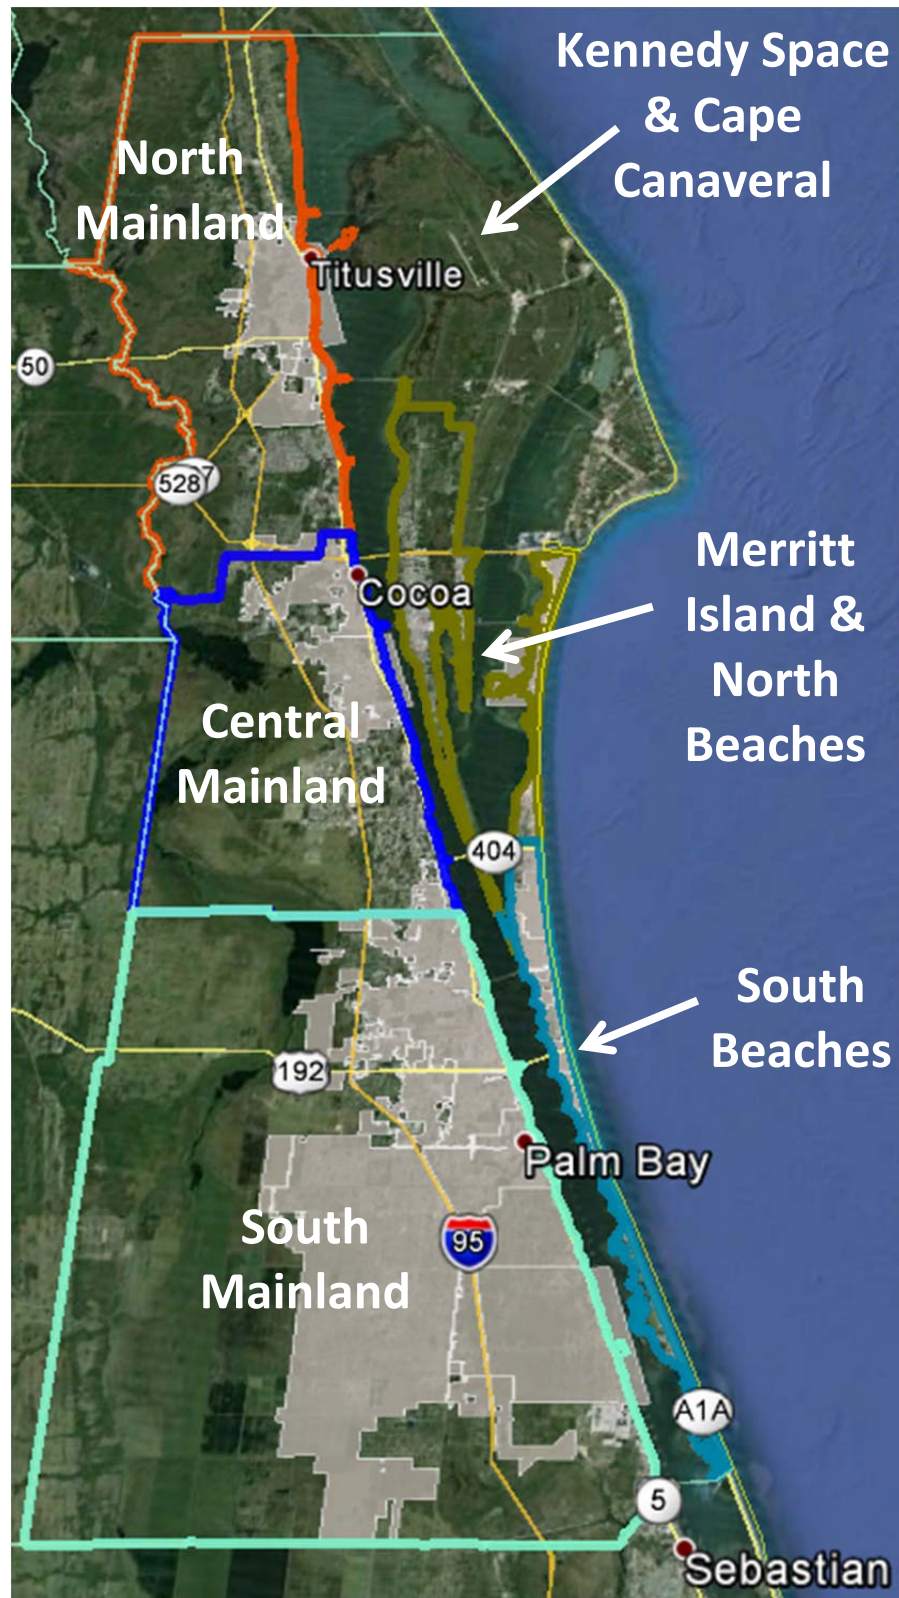 Kennedy Space
& Cape
Canaveral
North
Mainland
Titusville
50
528
7
Merritt
Island &
North
Beaches
Cocoa
Central
Mainland
404
South
Beaches
192
Palm Bay
South
Mainland
95
A1A
5
Sebastian